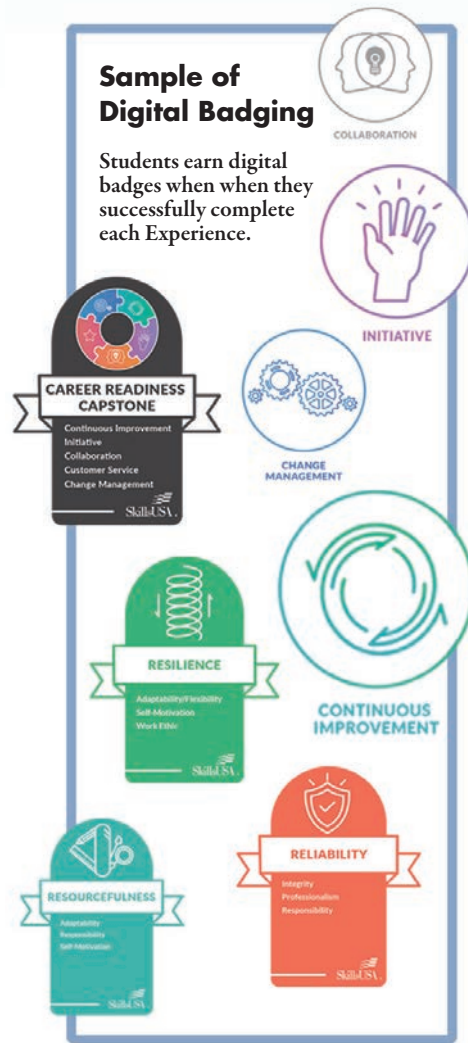 Sample of
Digital Badging
Students earn digital
badges when when they
successfully complete
each Experience.
COLLABORATION
INITIATIVE
CAREER READINESS
CAPSTONE
Continuous Improvement
Initiative
Collaboration
Customer Service
Change Management
SkillsUSA
CHANGE
MANAGEMENT
RESILIENCE
Adaptability/Flexibility
Self-Motivation
Work Ethic
SkillsUSA
CONTINUOUS
IMPROVEMENT
RELIABILITY
Integrity
Professionalism
Responsibility
SkillsUSA
RESOURCEFULNESS
Adaptability
Responsibility
Self-Motivation
SkillsUSA